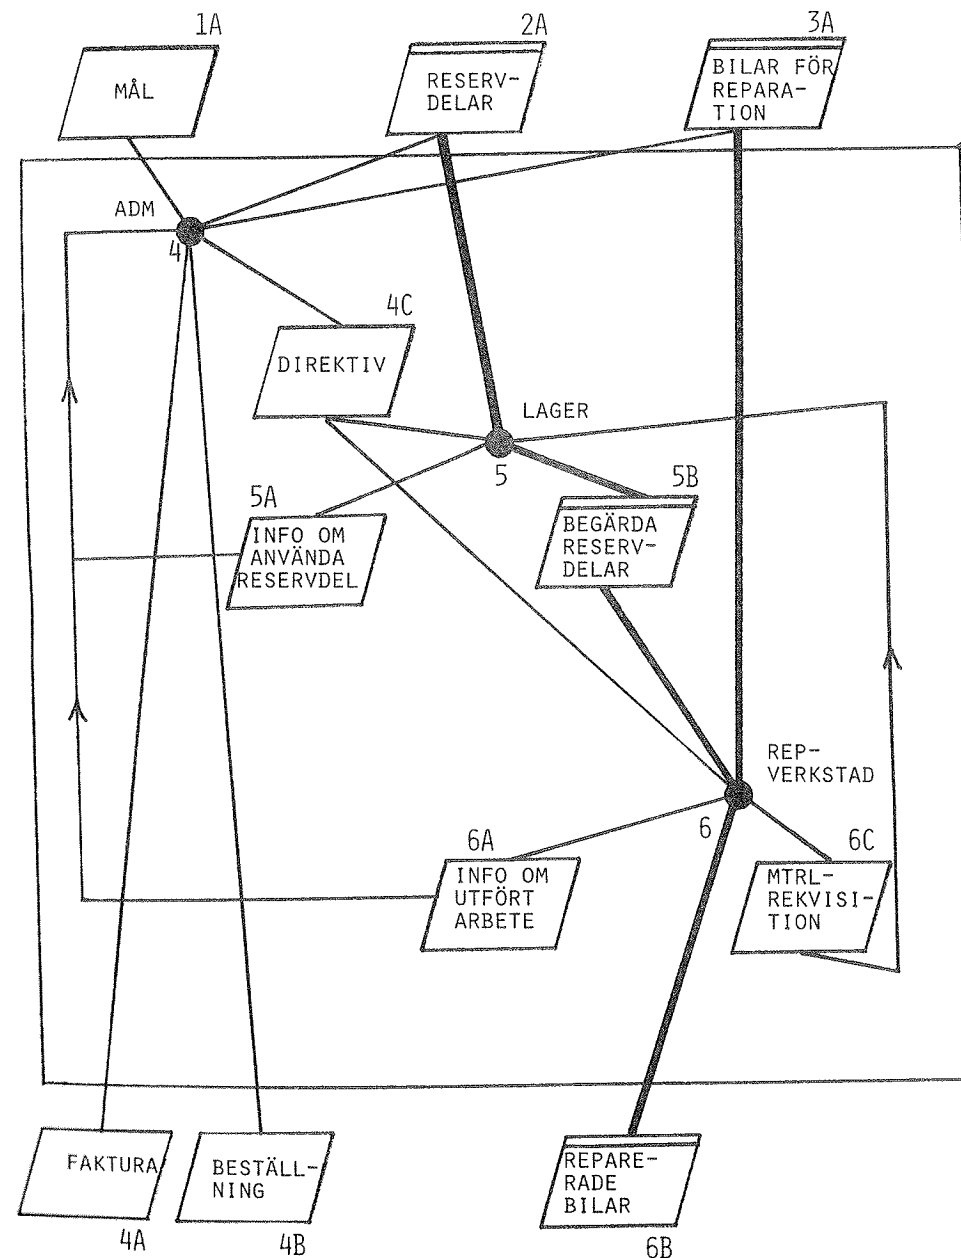 1A
2A
3A
MÅL
RESERV-
DELAR
BILAR FÖR
REPARA-
TION
ADM
4
4C
DIREKTIV
LAGER
5
5A
5B
INFO OM
ANVÄNDA
RESERVDEL
BEGÄRDA
RESERV-
DELAR
REP-
VERKSTAD
6
6A
6C
INFO OM
UTFÖRT
ARBETE
MTRL-
REKVISI-
TION
FAKTURA
BESTÄLL-
NING
REPARE-
RADE
BILAR
4A
4B
6B